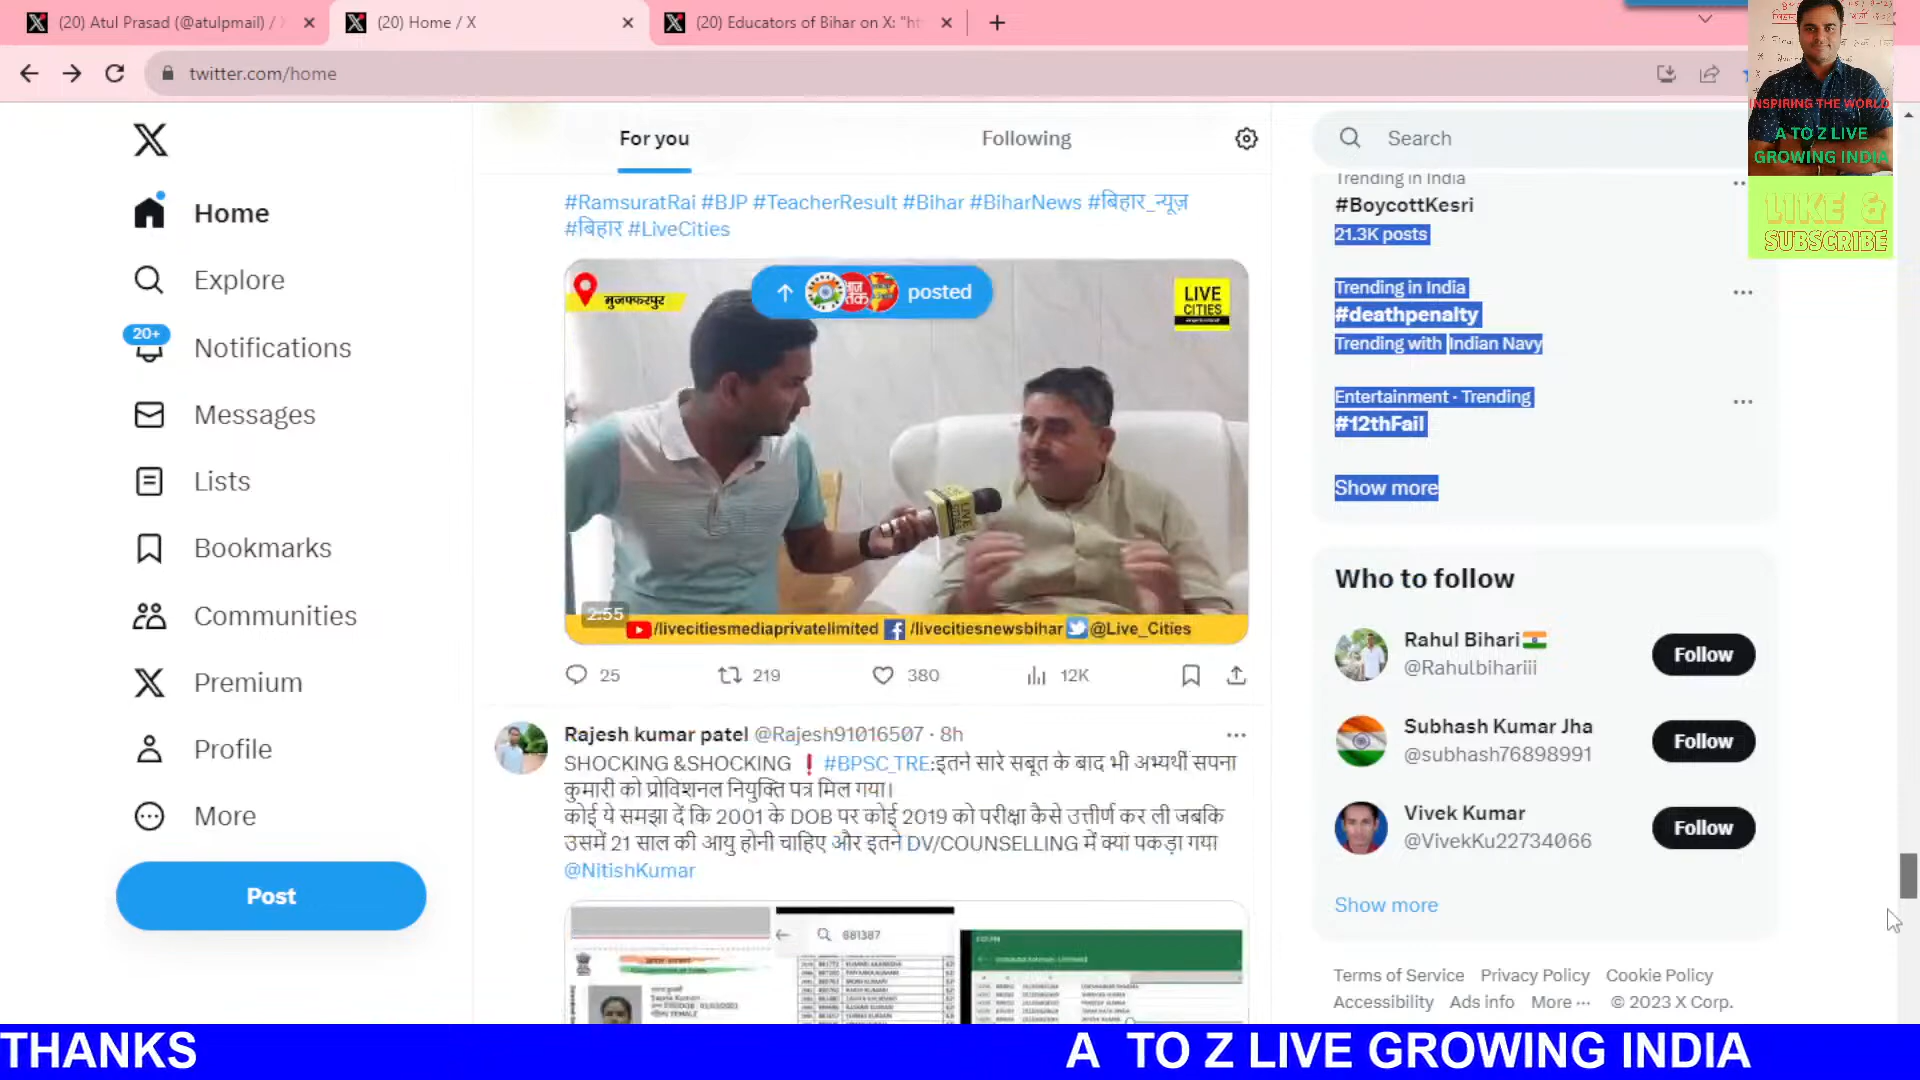 (20) Atul Prasad (@atulpmail) /
(20) Home / X
(20) Educators of Bihar on X: "ht
twitter.com/home
INSPIRING THE WORLD
A TO Z LIVE
GROWING INDIA
LIKE &
SUBSCRIBE
Home
Explore
20+
Notifications
Messages
Lists
Bookmarks
Communities
Premium
Profile
More
Post
For you
Following
#RamsuratRai #BJP #TeacherResult #Bihar #BiharNews #बिहार_न्यूज़
#बिहार #LiveCities
मुजफ्फरपुर
posted
LIVE
CITIES
2:55
/livecitiesmediaprivatelimited /livecitiesnewsbihar @Live_Cities
25 219 380 12K
Rajesh kumar patel @Rajesh91016507 · 8h
SHOCKING &SHOCKING ❗ #BPSC_TRE:इतने सारे सबूत के बाद भी अभ्यर्थी सपना
कुमारी को प्रोविशनल नियुक्ति पत्र मिल गया।
कोई ये समझा दें कि 2001 के DOB पर कोई 2019 को परीक्षा कैसे उत्तीर्ण कर ली जबकि
उसमें 21 साल की आयु होनी चाहिए और इतने DV/COUNSELLING में क्या पकड़ा गया
@NitishKumar
681387
Search
Trending in India
#BoycottKesri
21.3K posts
Trending in India
#deathpenalty
Trending with Indian Navy
Entertainment · Trending
#12thFail
Show more
Who to follow
Rahul Bihari
@Rahulbihariii
Follow
Subhash Kumar Jha
@subhash76898991
Follow
Vivek Kumar
@VivekKu22734066
Follow
Show more
Terms of Service Privacy Policy Cookie Policy
Accessibility Ads info More ··· © 2023 X Corp.
THANKS A TO Z LIVE GROWING INDIA